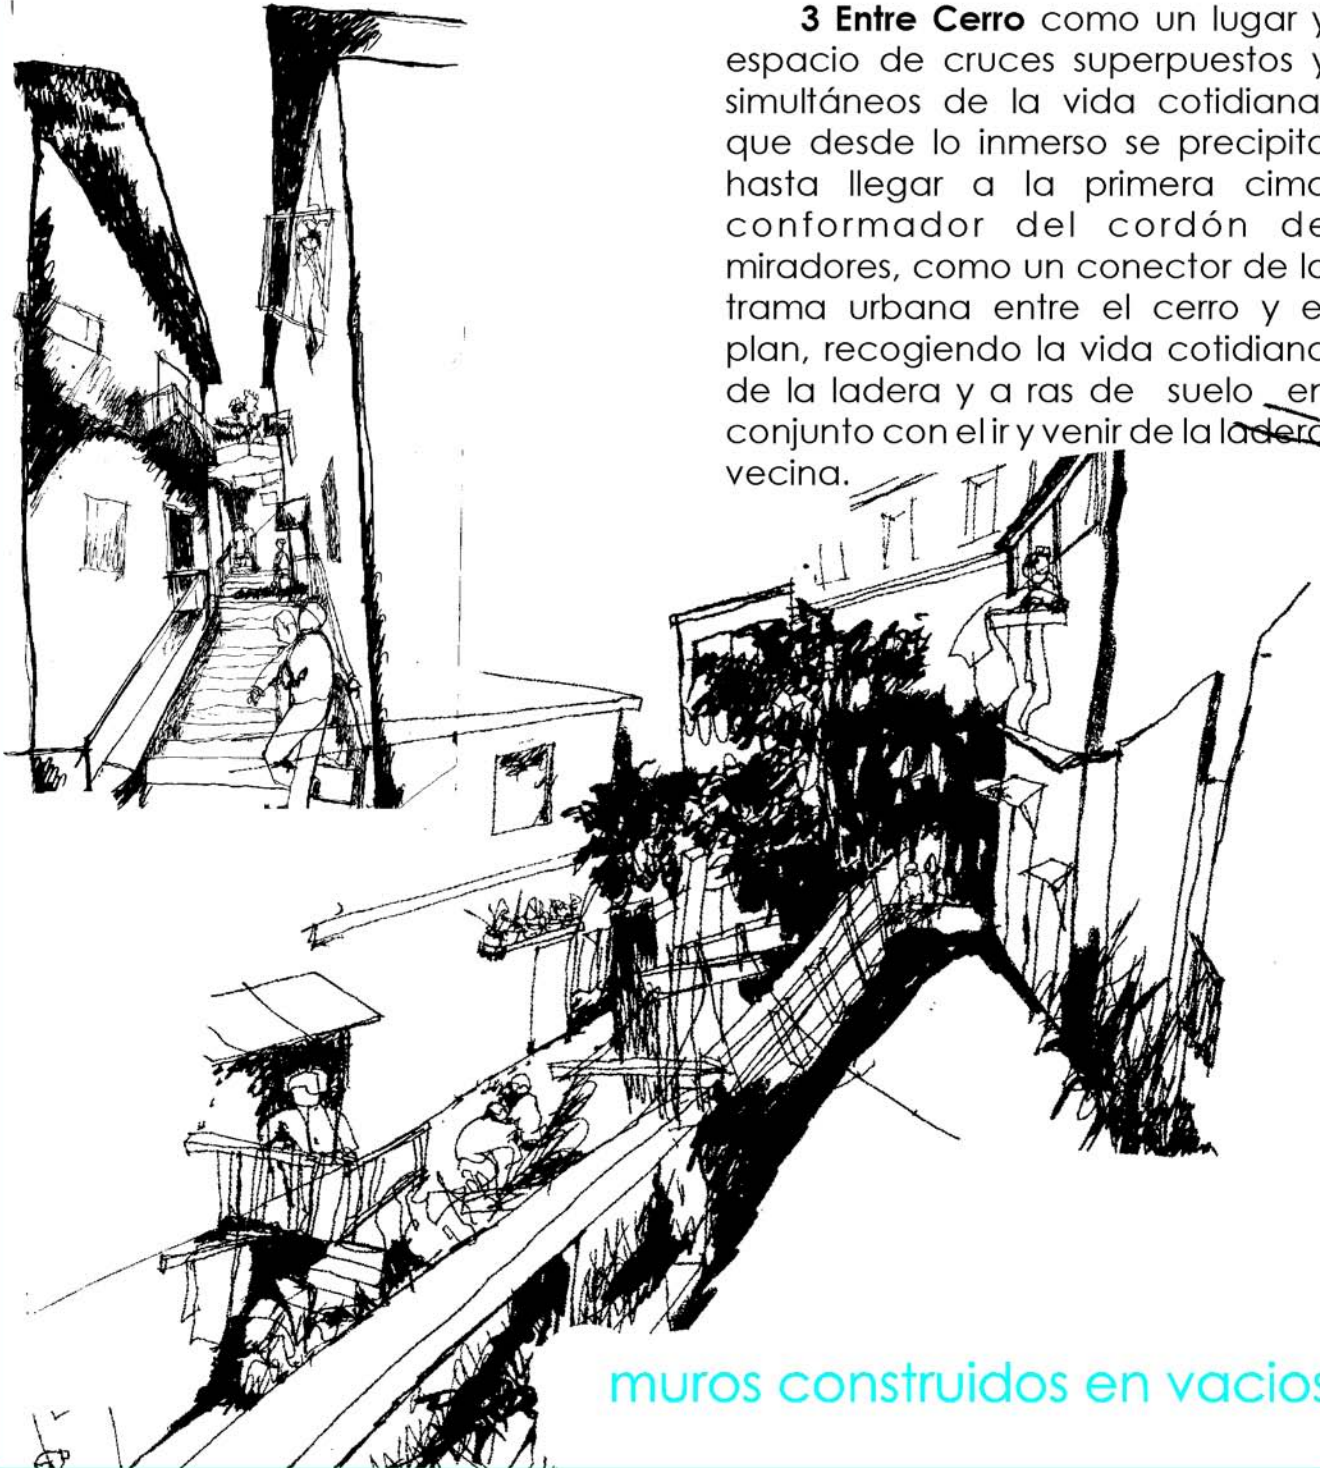 3 Entre Cerro como un lugar y
espacio de cruces superpuestos y
simultáneos de la vida cotidiana
que desde lo inmerso se precipita
hasta llegar a la primera cima
conformador del cordón de
miradores, como un conector de la
trama urbana entre el cerro y el
plan, recogiendo la vida cotidiana
de la ladera y a ras de suelo en
conjunto con el ir y venir de la ladera
vecina.
muros construidos en vacios